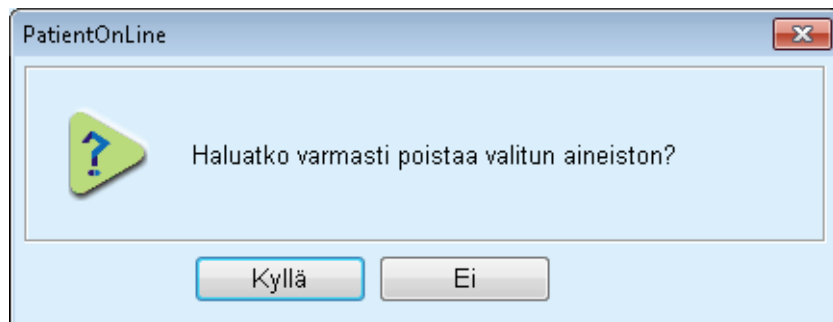 PatientOnLine
Haluatko varmasti poistaa valitun aineiston?
Kyllä Ei